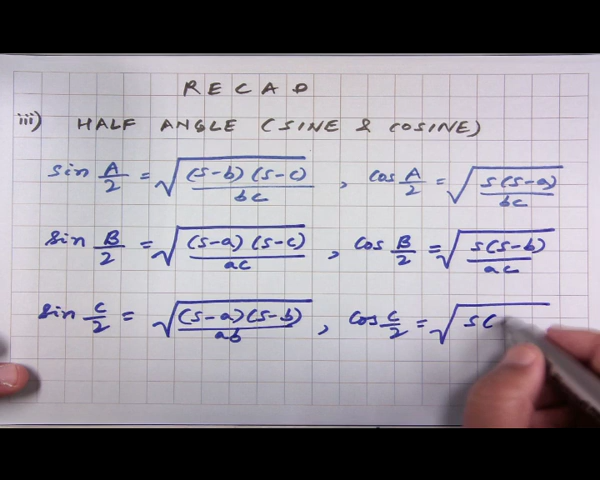 RECAP
iii) HALF ANGLE (SINE & COSINE)
sin A/2 = √((s-b)(s-c)/bc) , cos A/2 = √(s(s-a)/bc)
sin B/2 = √((s-a)(s-c)/ac) , cos B/2 = √(s(s-b)/ac)
sin C/2 = √((s-a)(s-b)/ab) , cos C/2 = √s(